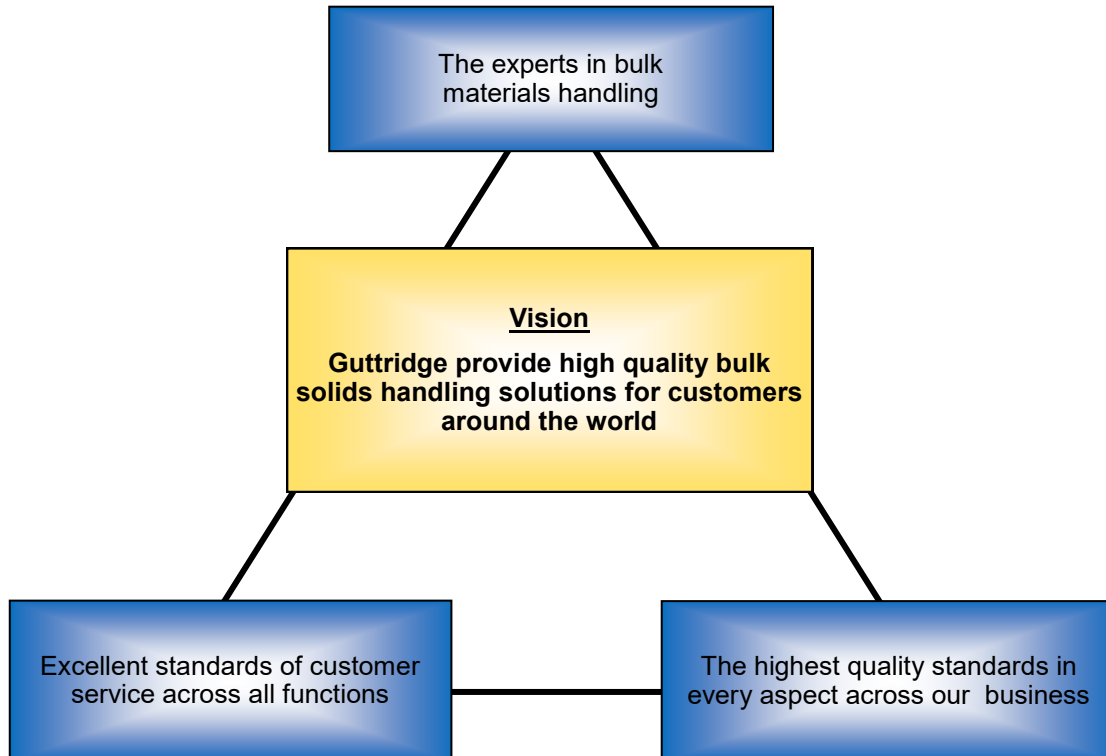 The experts in bulk
materials handling
Vision
Guttridge provide high quality bulk
solids handling solutions for customers
around the world
Excellent standards of customer
service across all functions
The highest quality standards in
every aspect across our  business